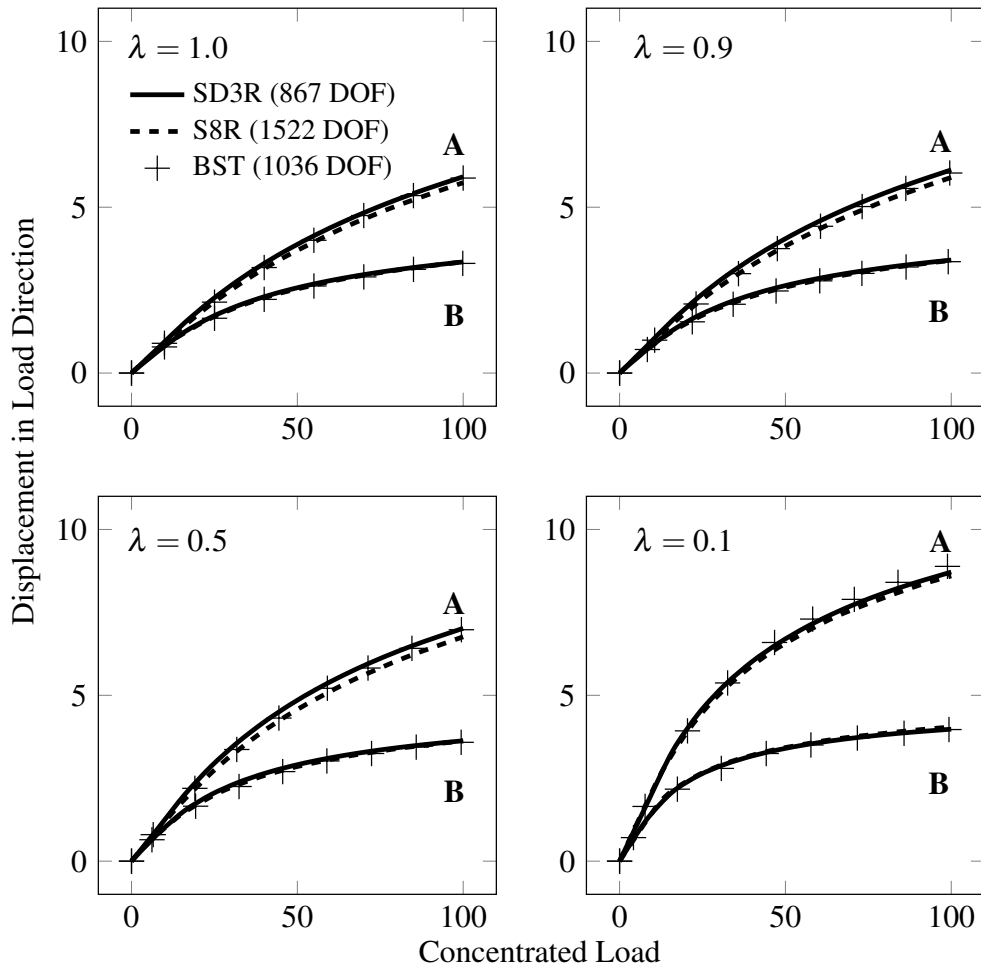 10
λ = 1.0
SD3R (867 DOF)
S8R (1522 DOF)
BST (1036 DOF)
A
5
B
0
0
50
100
10
λ = 0.9
A
5
B
0
0
50
100
10
λ = 0.5
A
5
B
0
0
50
100
10
λ = 0.1
A
5
B
0
0
50
100
Displacement in Load Direction
Concentrated Load